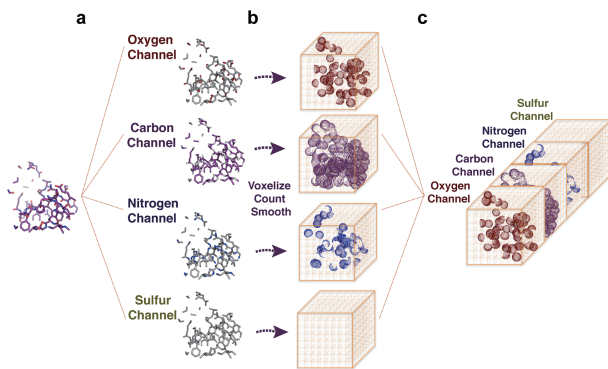 a
b
c
Oxygen
Channel
Carbon
Channel
Nitrogen
Channel
Sulfur
Channel
Voxelize
Count
Smooth
Sulfur
Channel
Nitrogen
Channel
Carbon
Channel
Oxygen
Channel